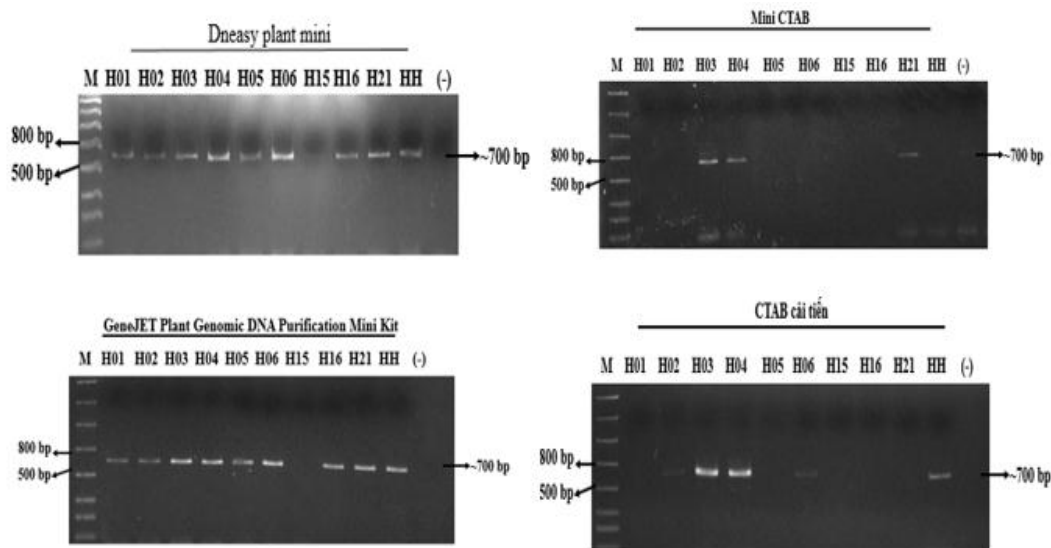 Dneasy plant mini
M H01 H02 H03 H04 H05 H06 H15 H16 H21 HH (-)
800 bp
500 bp
~700 bp
Mini CTAB
M H01 H02 H03 H04 H05 H06 H15 H16 H21 HH (-)
800 bp
500 bp
~700 bp
GeneJET Plant Genomic DNA Purification Mini Kit
M H01 H02 H03 H04 H05 H06 H15 H16 H21 HH (-)
800 bp
500 bp
~700 bp
CTAB cải tiến
M H01 H02 H03 H04 H05 H06 H15 H16 H21 HH (-)
800 bp
500 bp
~700 bp